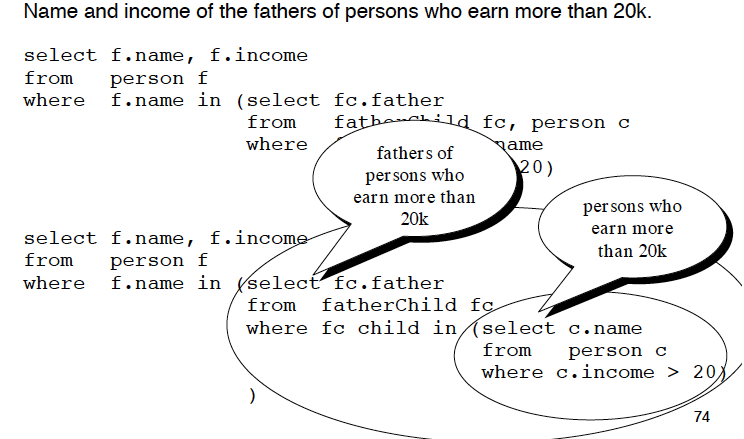 Name and income of the fathers of persons who earn more than 20k.
select f.name, f.income
from person f
where f.name in (select fc.father
from fatherChild fc, person c
where name
20)
fathers of
persons who
earn more than
20k
persons who
earn more
than 20k
select f.name, f.income
from person f
where f.name in (select fc.father
from fatherChild fc
where fc child in (select c.name
from person c
where c.income > 20)
)
74